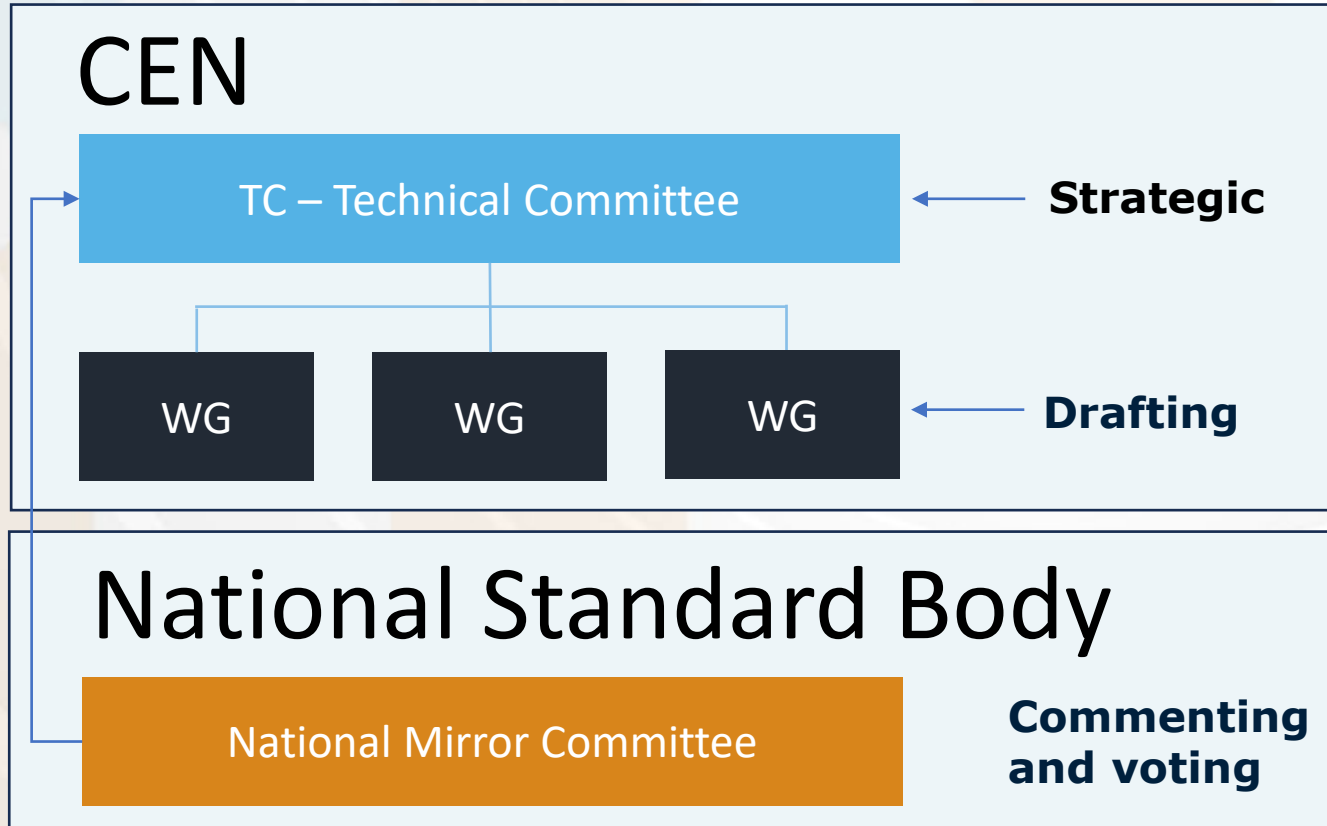 CEN
TC – Technical Committee
Strategic
WG
WG
WG
Drafting
National Standard Body
National Mirror Committee
Commenting
and voting